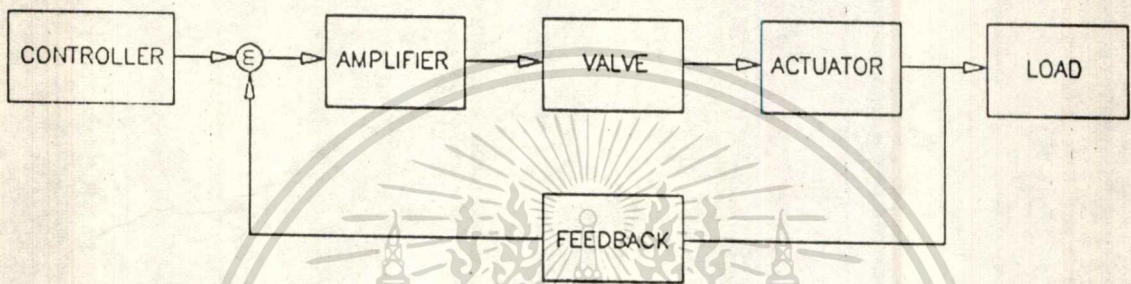 CONTROLLER
Σ
AMPLIFIER
VALVE
ACTUATOR
LOAD
FEEDBACK